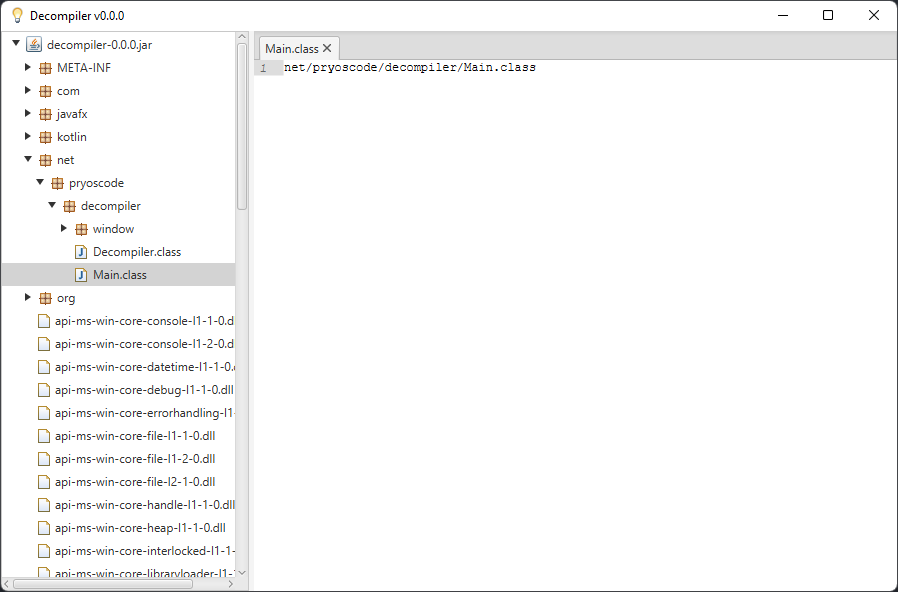 Decompiler v0.0.0
decompiler-0.0.0.jar
META-INF
com
javafx
kotlin
net
pryoscode
decompiler
window
Decompiler.class
Main.class
org
api-ms-win-core-console-l1-1-0.d
api-ms-win-core-console-l1-2-0.d
api-ms-win-core-datetime-l1-1-0.
api-ms-win-core-debug-l1-1-0.dll
api-ms-win-core-errorhandling-l1-
api-ms-win-core-file-l1-1-0.dll
api-ms-win-core-file-l1-2-0.dll
api-ms-win-core-file-l2-1-0.dll
api-ms-win-core-handle-l1-1-0.dll
api-ms-win-core-heap-l1-1-0.dll
api-ms-win-core-interlocked-l1-1-
api-ms-win-core-libraryloader-l1-
Main.class
1 net/pryoscode/decompiler/Main.class